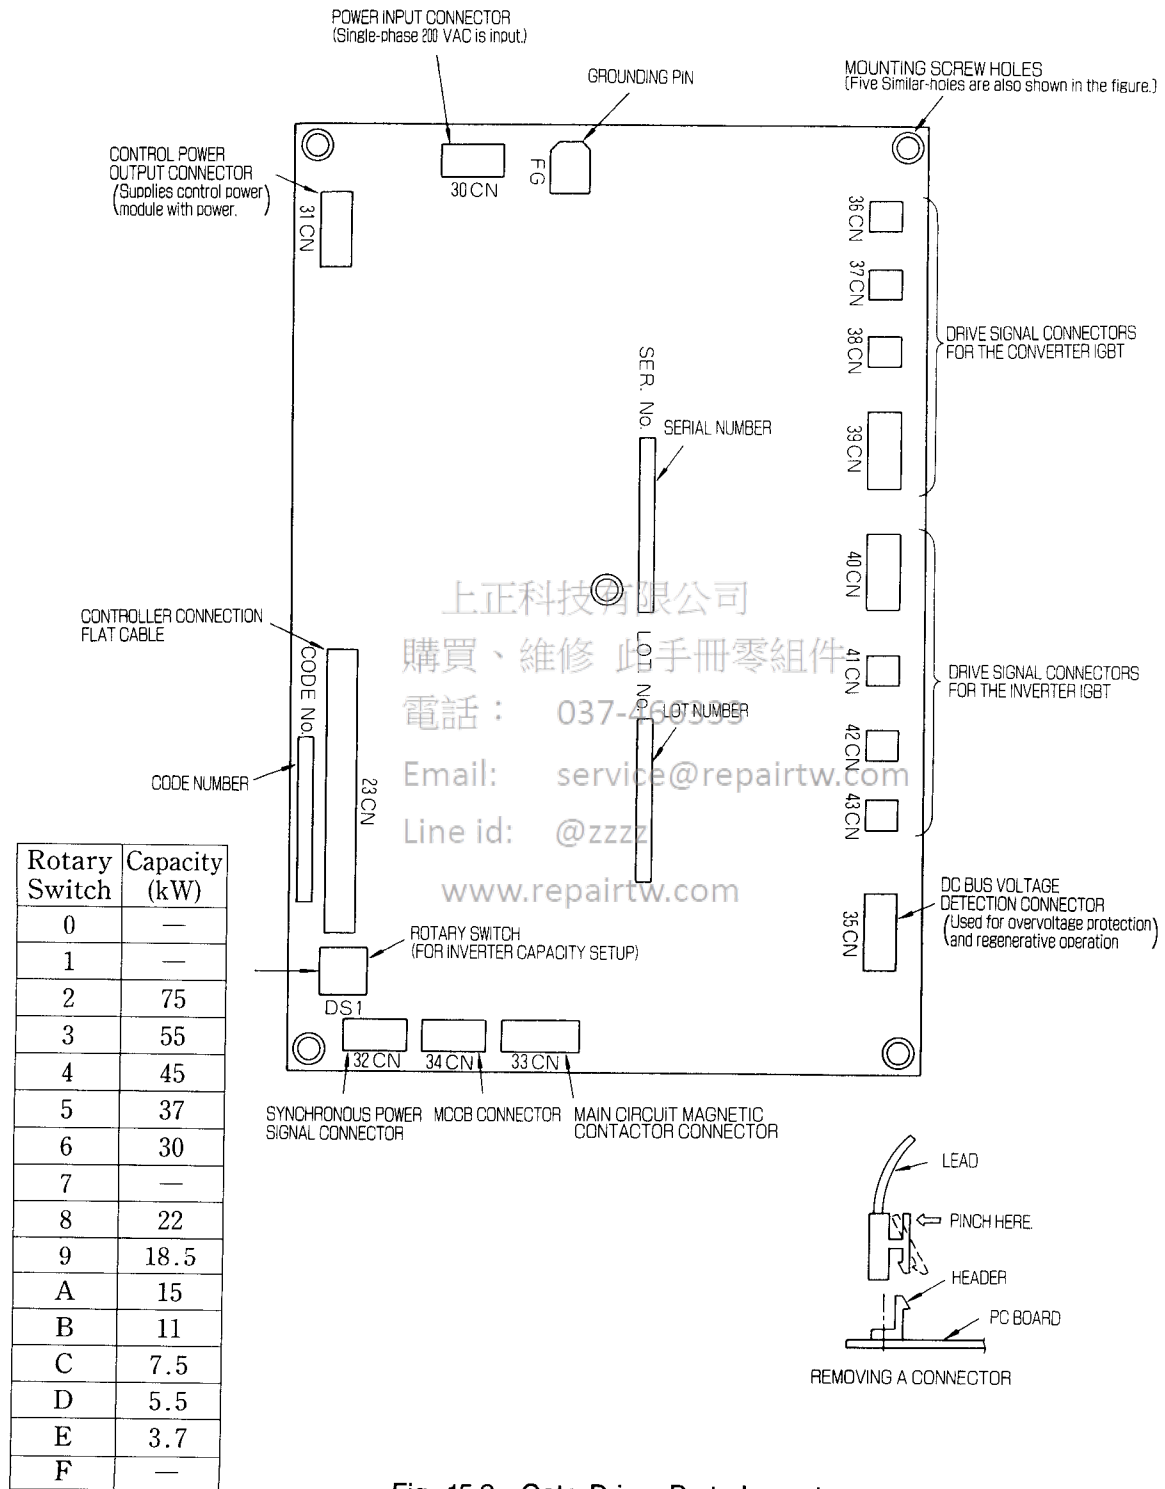 POWER INPUT CONNECTOR
(Single-phase 200 VAC is input.)
GROUNDING PIN
MOUNTING SCREW HOLES
(Five Similar-holes are also shown in the figure.)
CONTROL POWER
OUTPUT CONNECTOR
(Supplies control power)
(module with power.)
31CN
30CN
FG
36CN
37CN
38CN
39CN
DRIVE SIGNAL CONNECTORS
FOR THE CONVERTER IGBT
SER. No.
SERIAL NUMBER
40CN
41CN
42CN
43CN
DRIVE SIGNAL CONNECTORS
FOR THE INVERTER IGBT
上正科技有限公司
購買、維修 此手冊零組件
電話： 037-460333
Email: service@repairtw.com
Line id: @zzzz
www.repairtw.com
CONTROLLER CONNECTION
FLAT CABLE
CODE No.
LOT No.
LOT NUMBER
CODE NUMBER
23CN
DC BUS VOLTAGE
DETECTION CONNECTOR
(Used for overvoltage protection)
(and regenerative operation)
35CN
ROTARY SWITCH
(FOR INVERTER CAPACITY SETUP)
DS1
32CN
34CN
33CN
SYNCHRONOUS POWER
SIGNAL CONNECTOR
MCCB CONNECTOR
MAIN CIRCUIT MAGNETIC
CONTACTOR CONNECTOR
Rotary Switch Capacity (kW)
0 —
1 —
2 75
3 55
4 45
5 37
6 30
7 —
8 22
9 18.5
A 15
B 11
C 7.5
D 5.5
E 3.7
F —
LEAD
PINCH HERE.
HEADER
PC BOARD
REMOVING A CONNECTOR